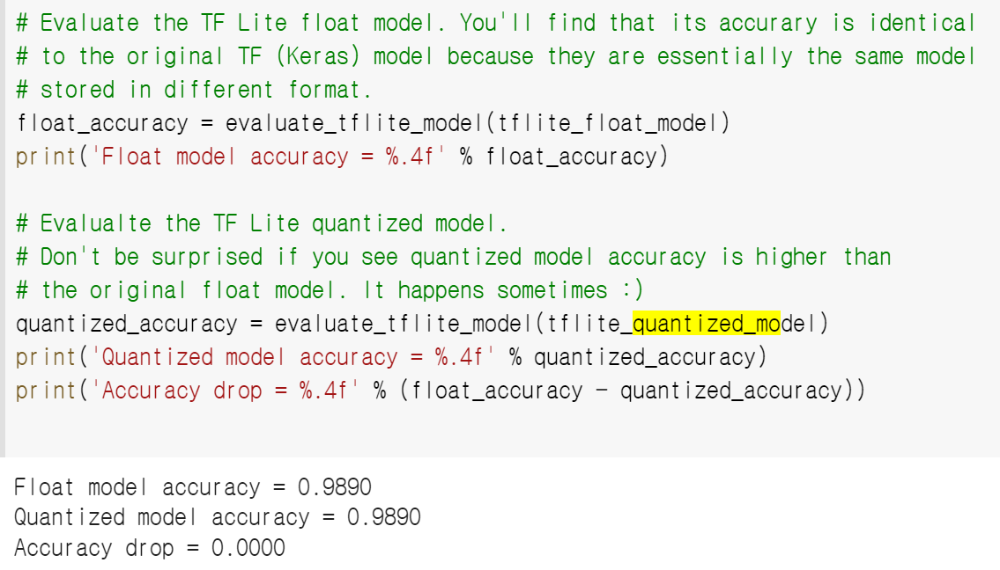 # Evaluate the TF Lite float model. You'll find that its accurary is identical
# to the original TF (Keras) model because they are essentially the same model
# stored in different format.
float_accuracy = evaluate_tflite_model(tflite_float_model)
print('Float model accuracy = %.4f' % float_accuracy)
# Evalualte the TF Lite quantized model.
# Don't be surprised if you see quantized model accuracy is higher than
# the original float model. It happens sometimes :)
quantized_accuracy = evaluate_tflite_model(tflite_quantized_model)
print('Quantized model accuracy = %.4f' % quantized_accuracy)
print('Accuracy drop = %.4f' % (float_accuracy - quantized_accuracy))
Float model accuracy = 0.9890
Quantized model accuracy = 0.9890
Accuracy drop = 0.0000